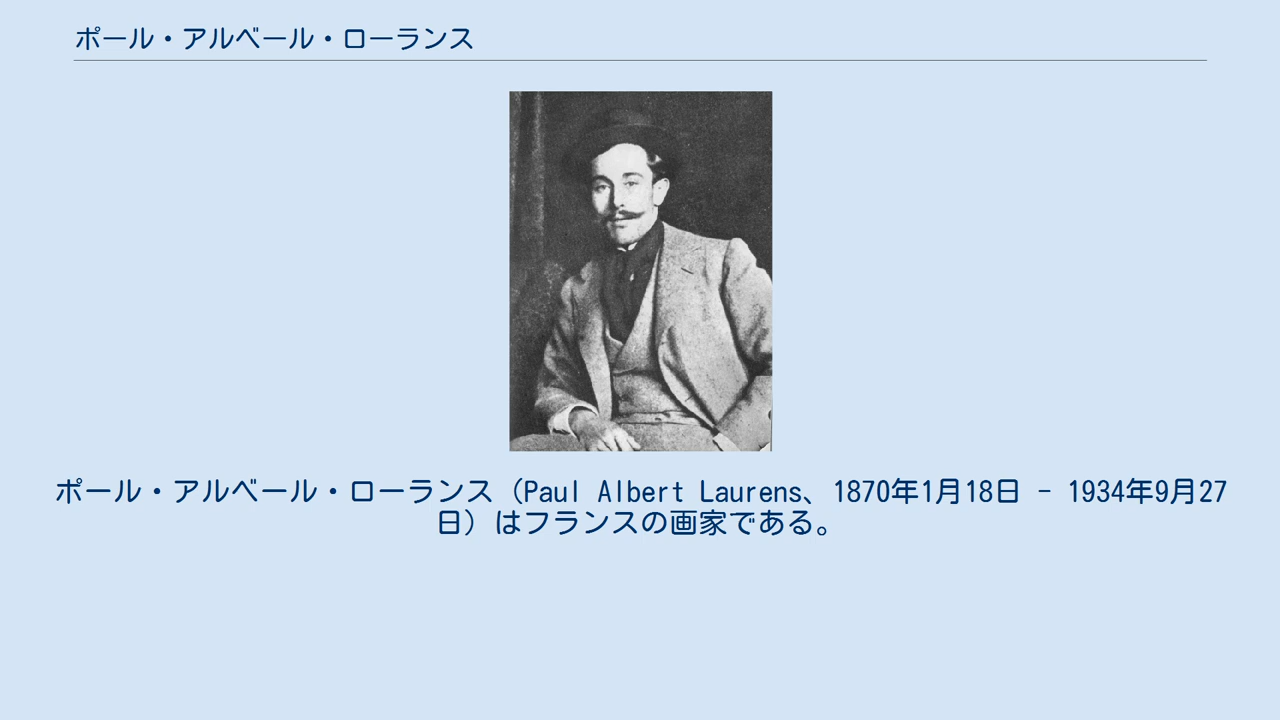 ポール・アルベール・ローランス
ポール・アルベール・ローランス（Paul Albert Laurens、1870年1月18日 - 1934年9月27
日）はフランスの画家である。